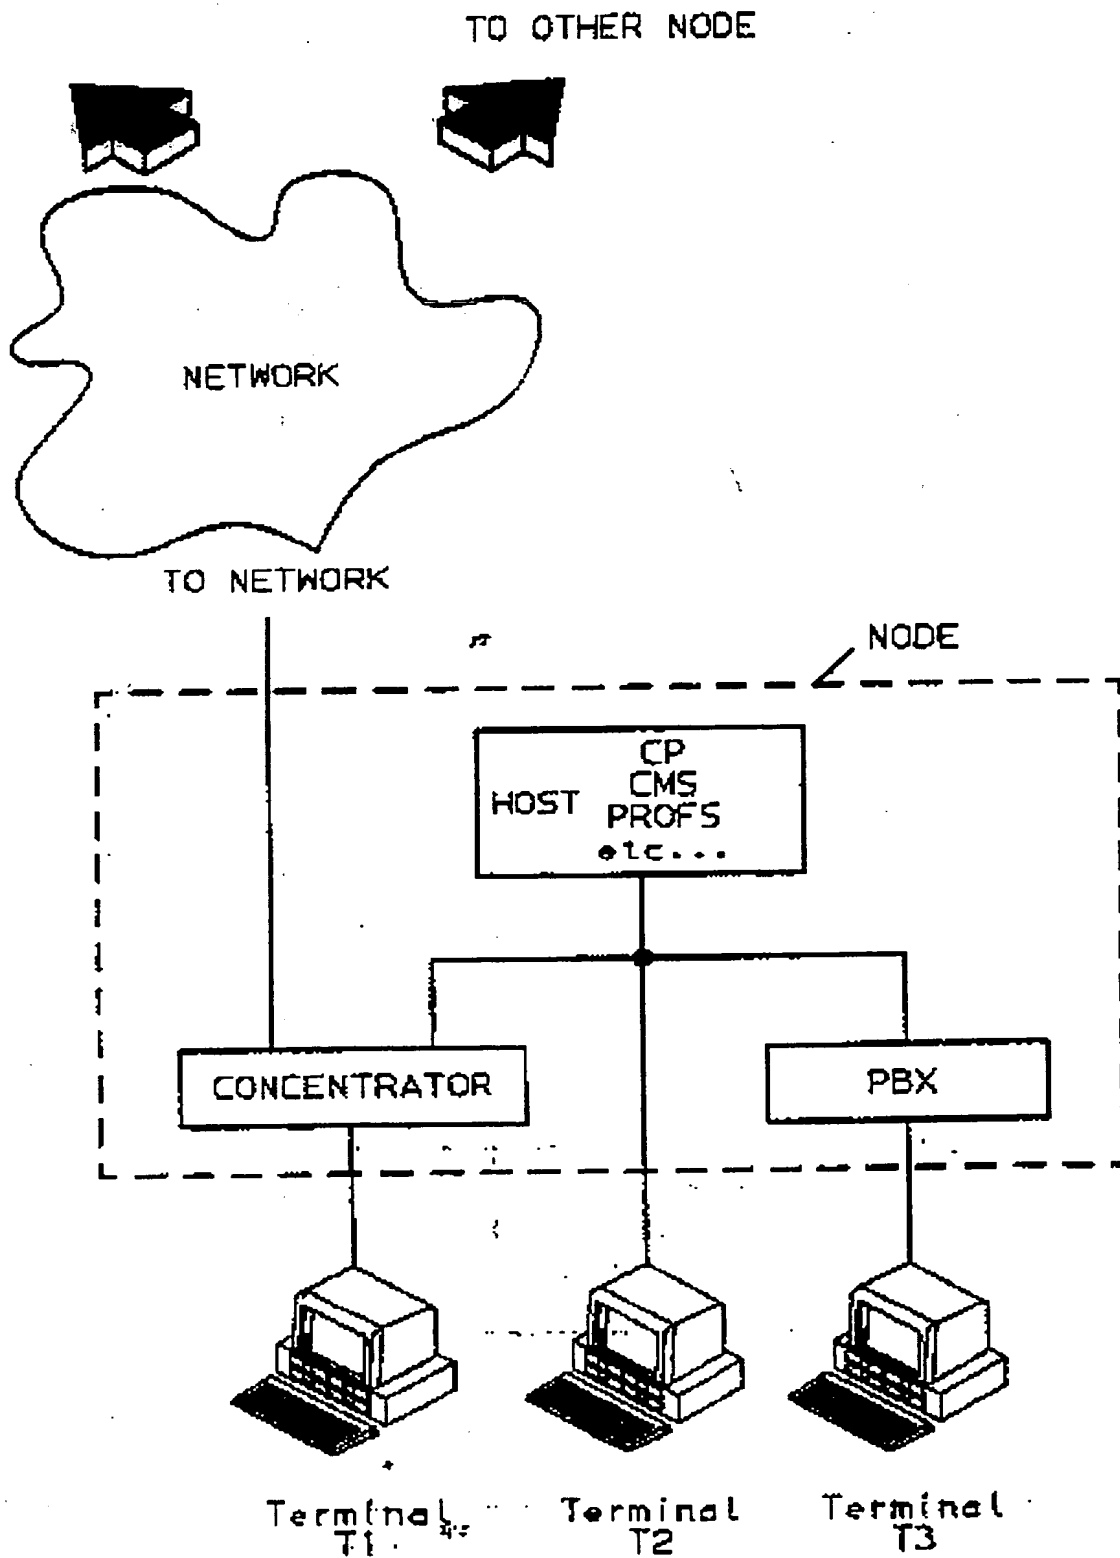 TO OTHER NODE
NETWORK
TO NETWORK
NODE
HOST
CP
CMS
PROFS
etc...
CONCENTRATOR
PBX
Terminal
T1
Terminal
T2
Terminal
T3